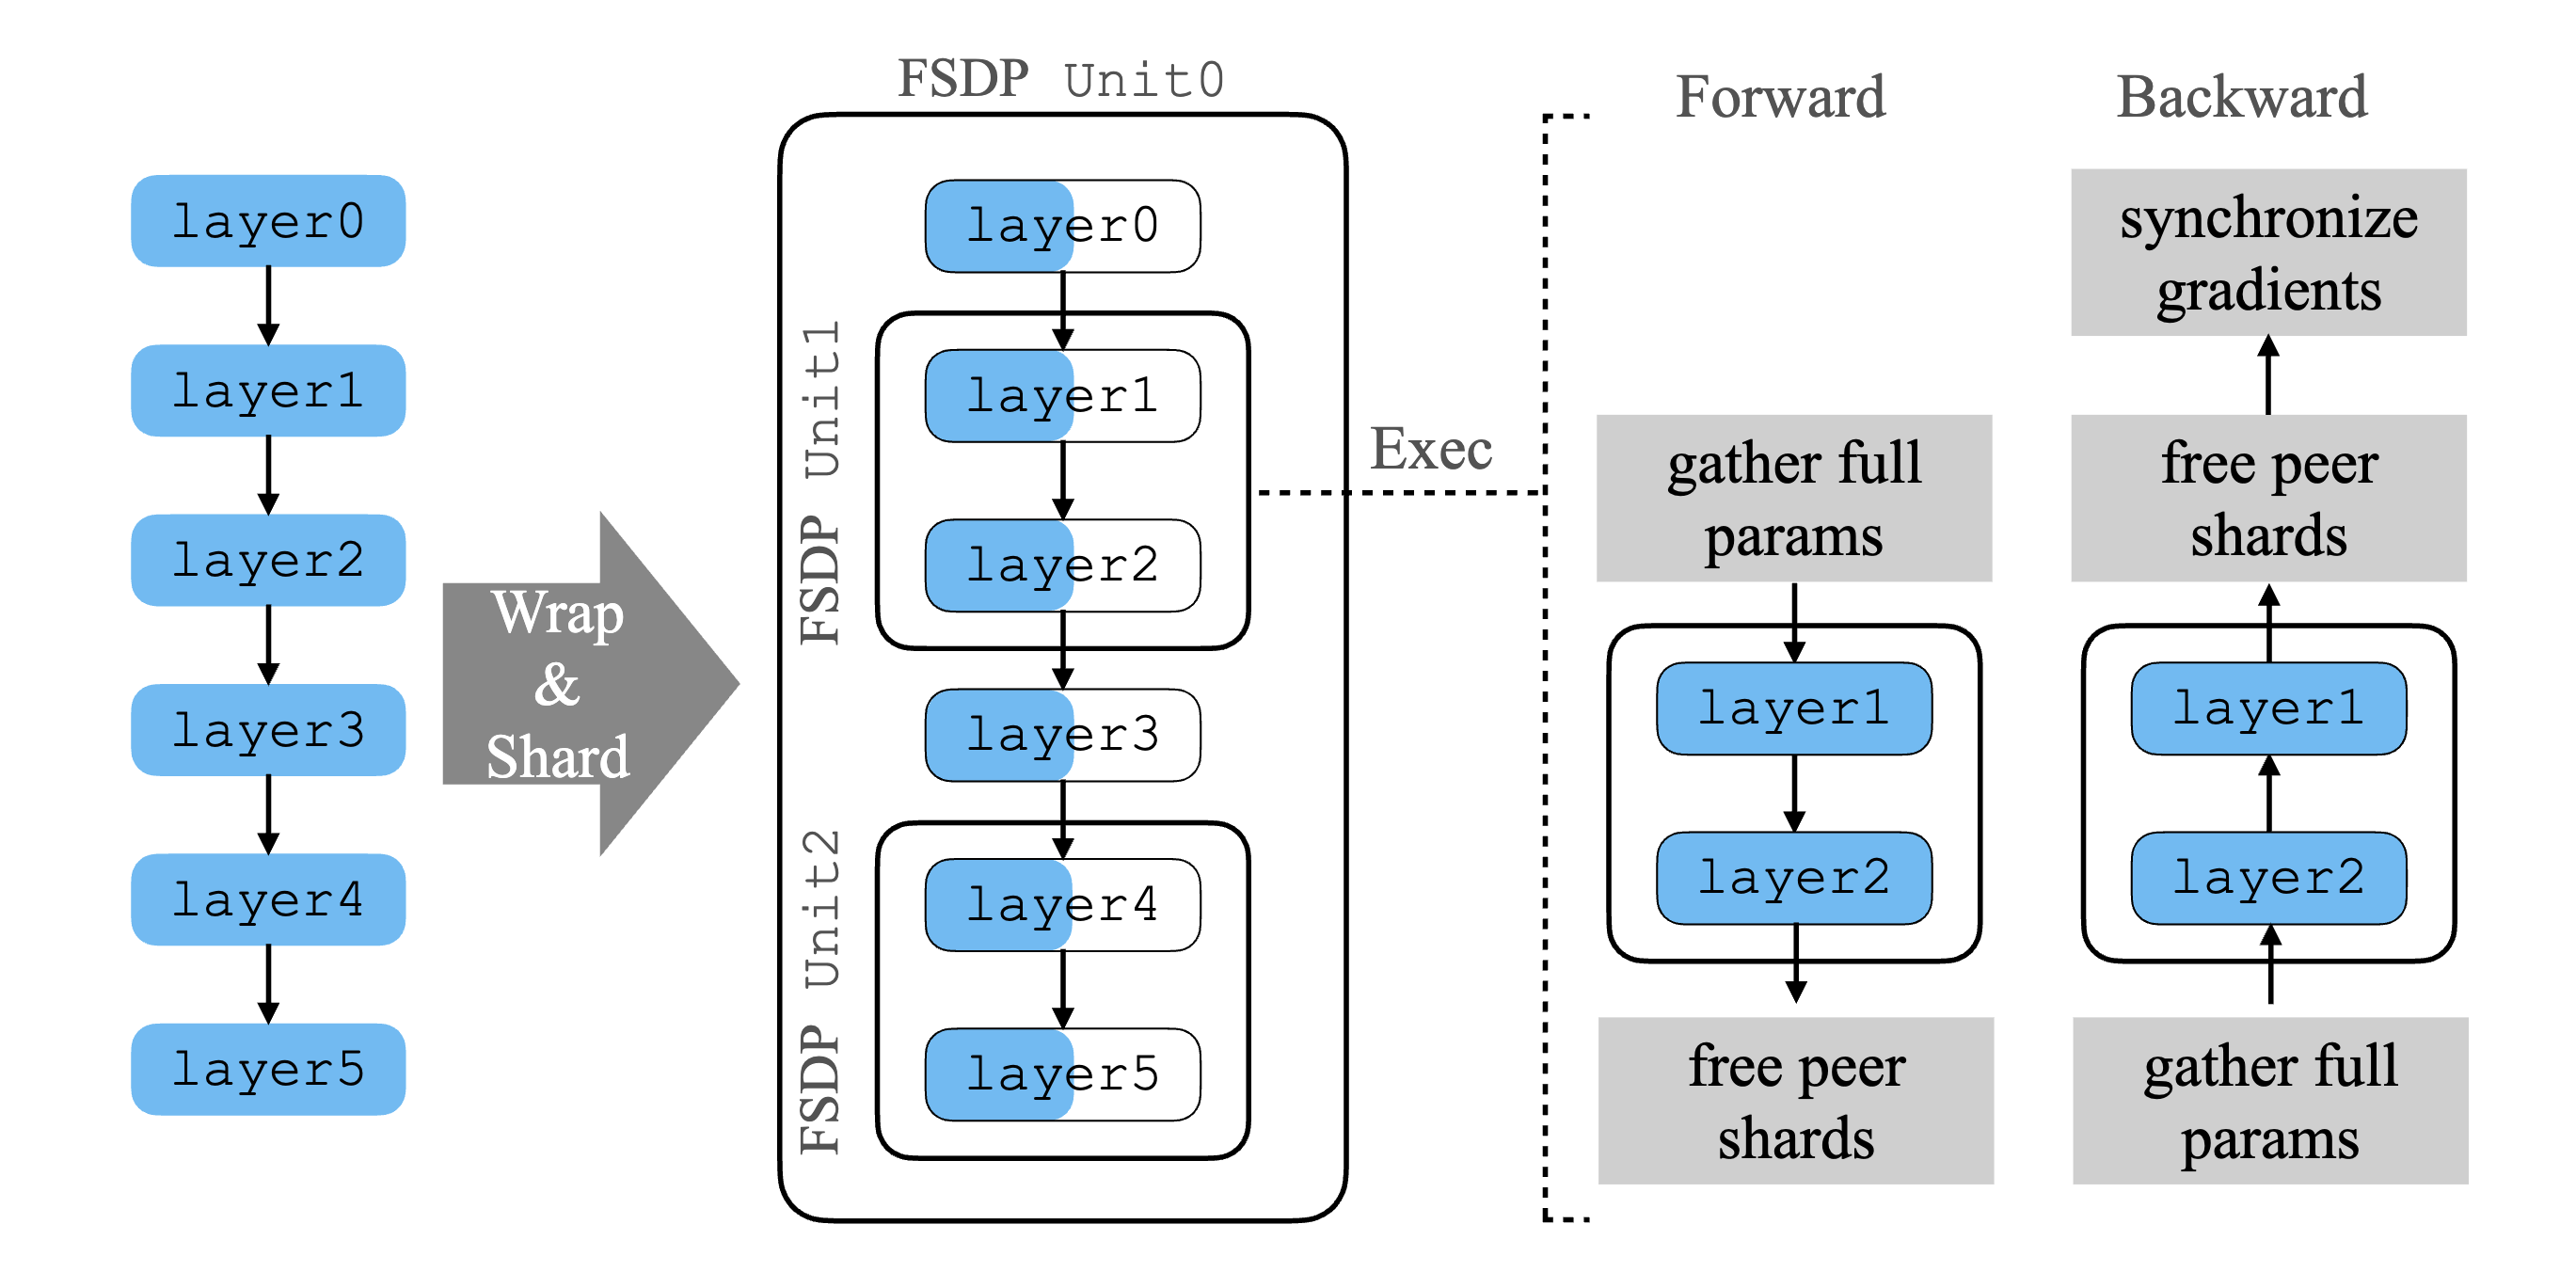 layer0
layer1
layer2
layer3
layer4
layer5
Wrap
&
Shard
FSDP Unit0
layer0
FSDP Unit1
layer1
layer2
layer3
FSDP Unit2
layer4
layer5
Exec
Forward
gather full
params
layer1
layer2
free peer
shards
Backward
synchronize
gradients
free peer
shards
layer1
layer2
gather full
params